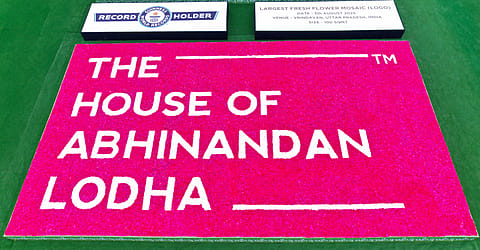 RECORD HOLDER
LARGEST FRESH FLOWER MOSAIC (LOGO)
VENUE - VRINDAVAN, UTTAR PRADESH, INDIA
THE TM
HOUSE OF
ABHINANDAN
LODHA